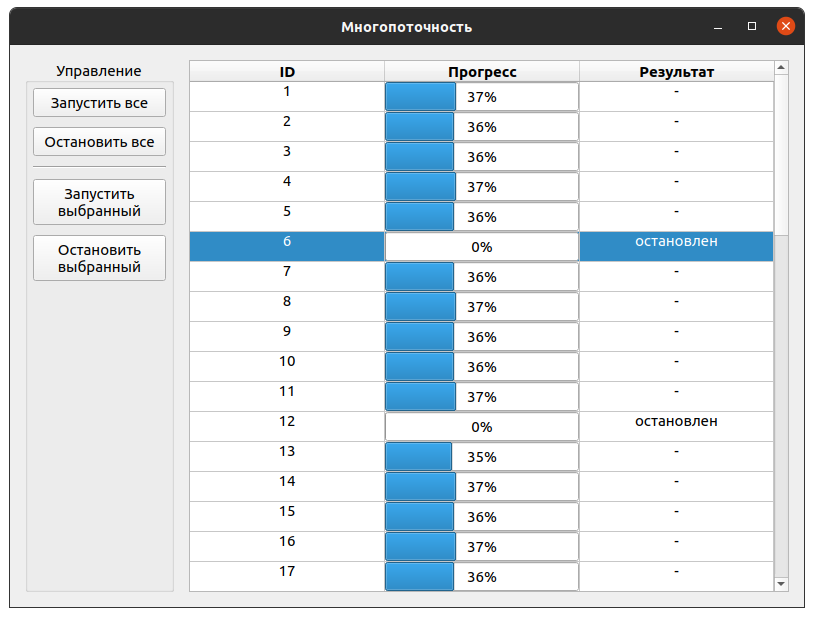 Многопоточность
Управление
Запустить все
Остановить все
Запустить
выбранный
Остановить
выбранный
ID Прогресс Результат
1 37% -
2 36% -
3 36% -
4 37% -
5 36% -
6 0% остановлен
7 36% -
8 37% -
9 36% -
10 36% -
11 37% -
12 0% остановлен
13 35% -
14 37% -
15 36% -
16 37% -
17 36% -